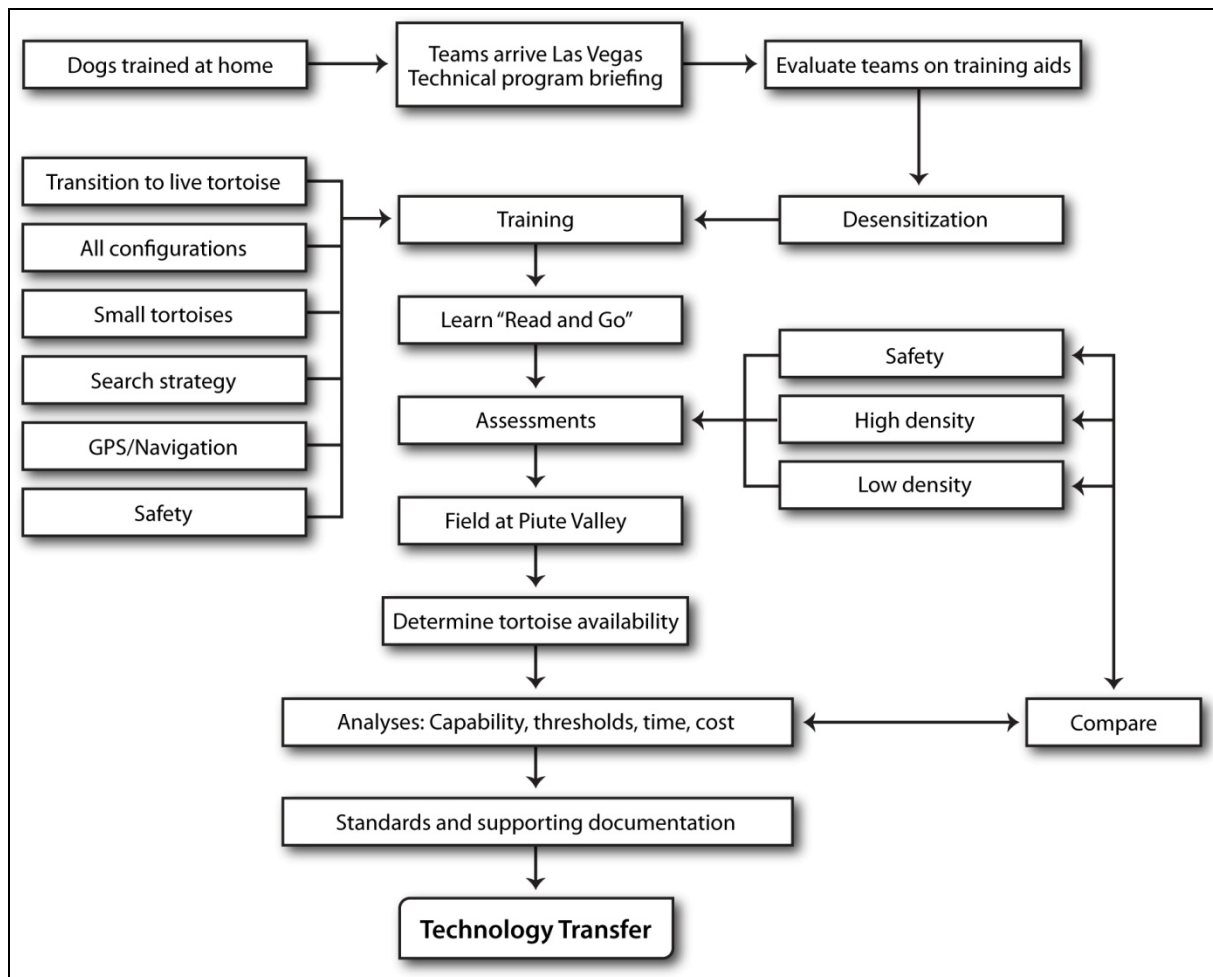 Dogs trained at home
Teams arrive Las Vegas
Technical program briefing
Evaluate teams on training aids
Transition to live tortoise
Training
Desensitization
All configurations
Small tortoises
Learn “Read and Go”
Safety
Search strategy
Assessments
High density
GPS/Navigation
Low density
Safety
Field at Piute Valley
Determine tortoise availability
Analyses: Capability, thresholds, time, cost
Compare
Standards and supporting documentation
Technology Transfer